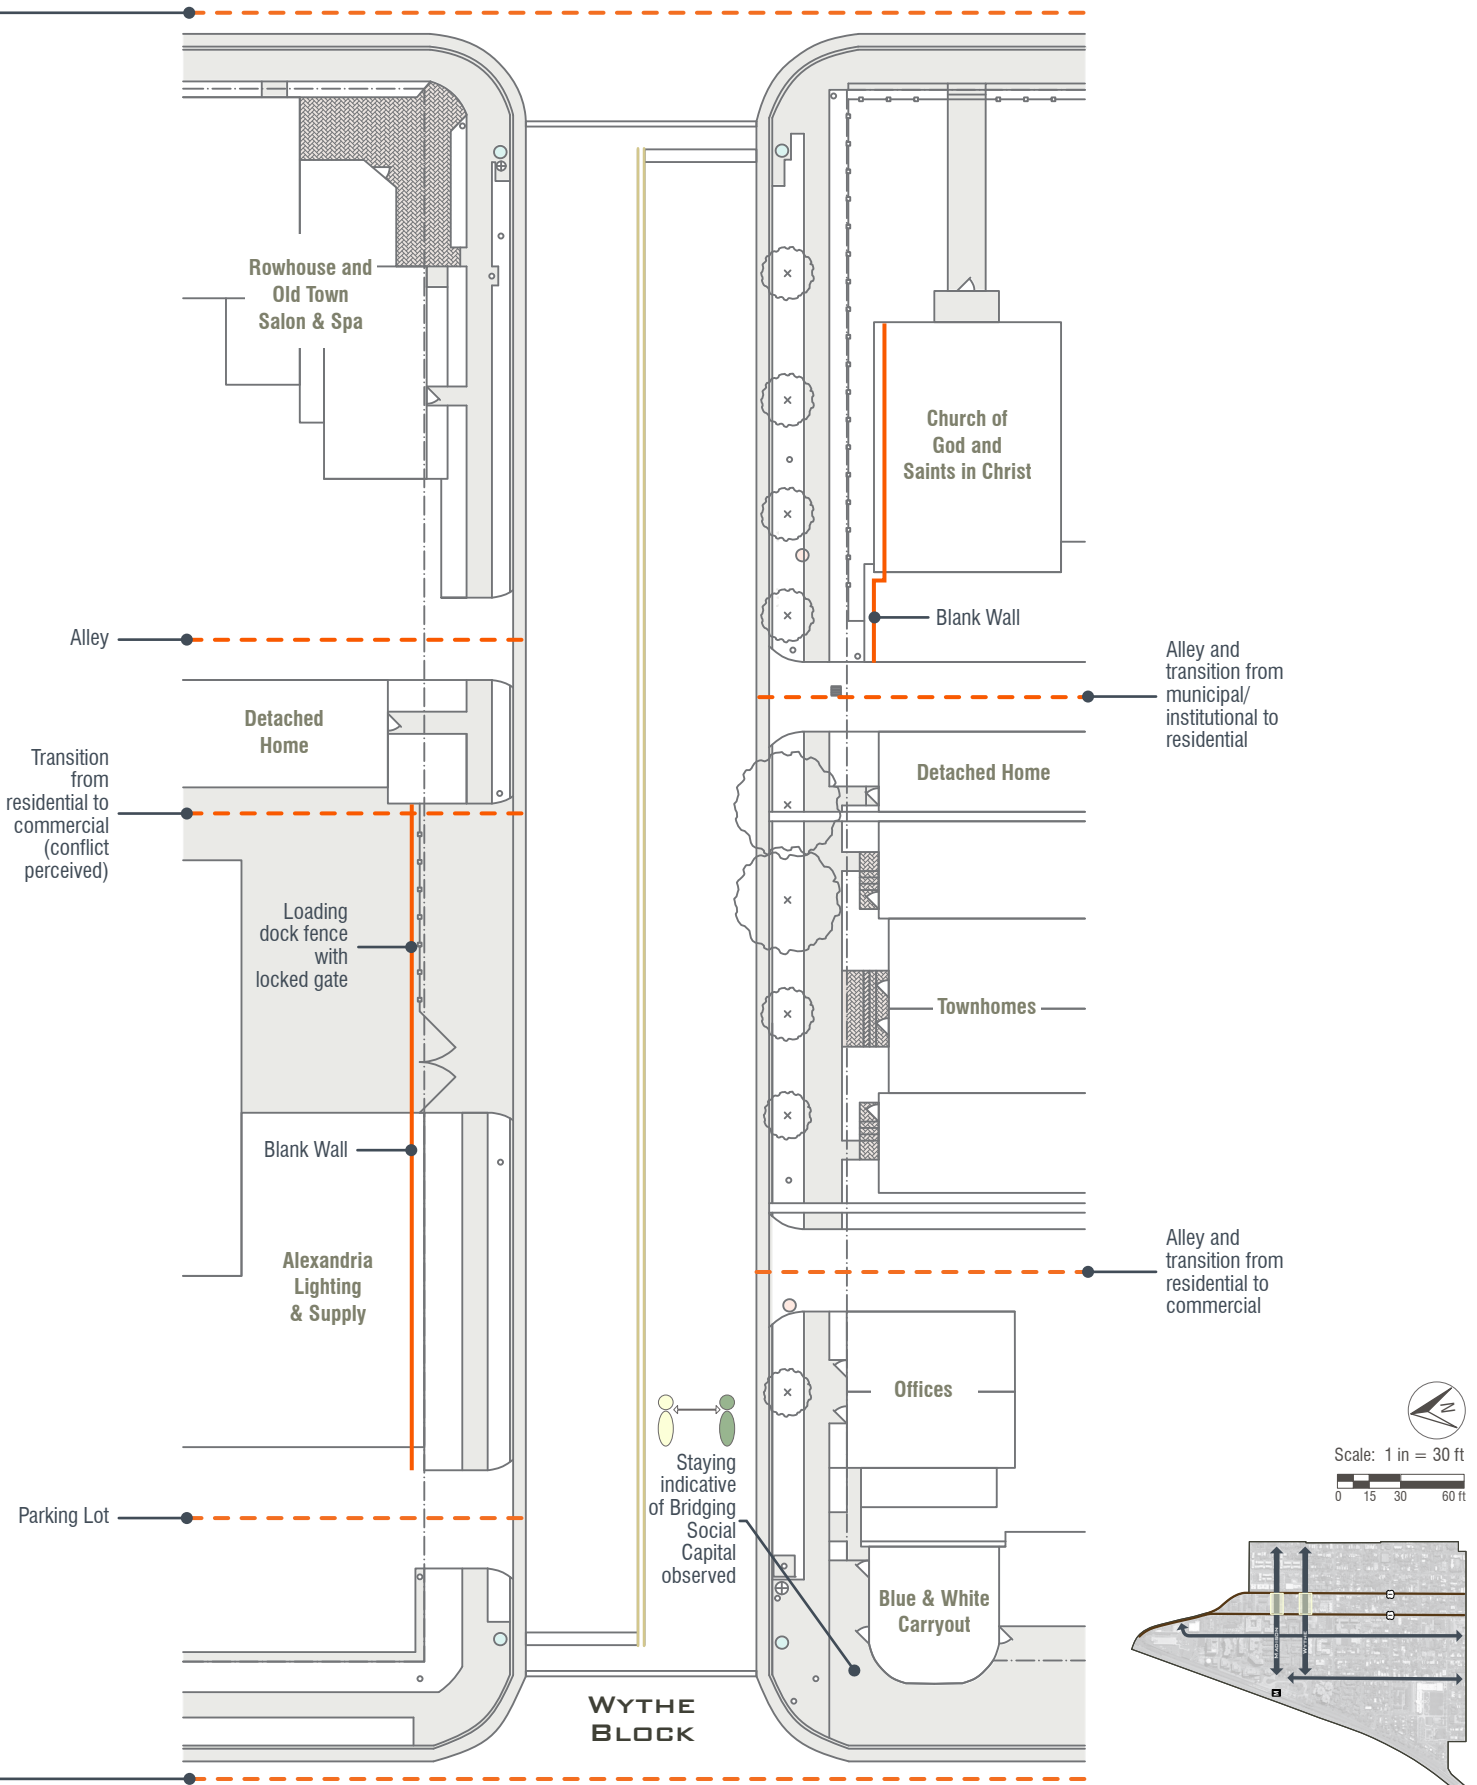 Rowhouse and
Old Town
Salon & Spa
Church of
God and
Saints in Christ
Blank Wall
Alley
Alley and
transition from
municipal/
institutional to
residential
Detached
Home
Transition
from
residential to
commercial
(conflict
perceived)
Detached Home
Loading
dock fence
with
locked gate
Townhomes
Blank Wall
Alexandria
Lighting
& Supply
Alley and
transition from
residential to
commercial
Offices
Staying
indicative
of Bridging
Social
Capital
observed
Parking Lot
Blue & White
Carryout
WYTHE
BLOCK
N
Scale: 1 in = 30 ft
0 15 30 60 ft
MADISON
WYTHE
M